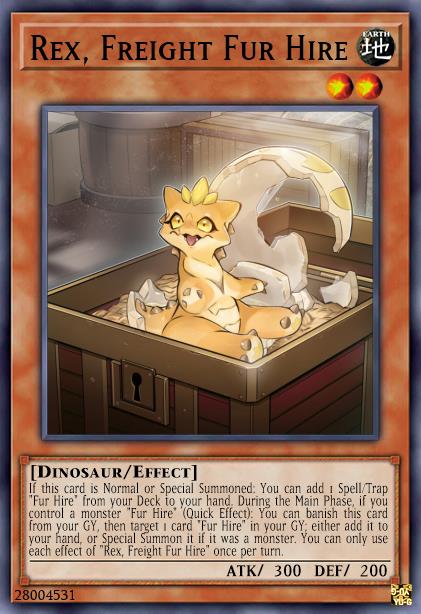 Rex, Freight Fur Hire
EARTH
地
[Dinosaur/Effect]
If this card is Normal or Special Summoned: You can add 1 Spell/Trap
"Fur Hire" from your Deck to your hand. During the Main Phase, if you
control a monster "Fur Hire" (Quick Effect): You can banish this
card from your GY, then target 1 card "Fur Hire" in your GY; either add it to
your hand, or Special Summon it if it was a monster. You can only use
each effect of "Rex, Freight Fur Hire" once per turn.
ATK/ 300 DEF/ 200
28004531